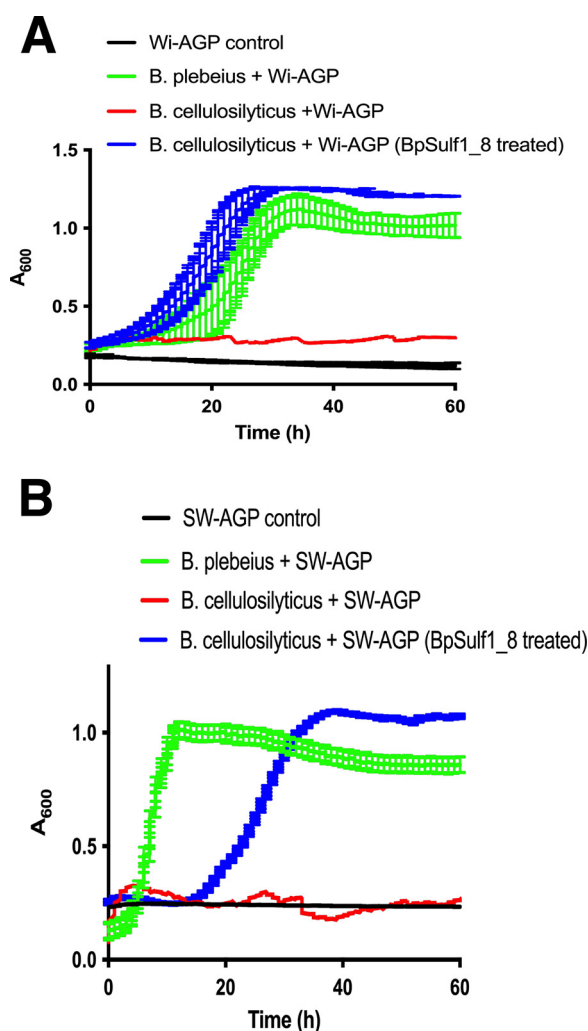 A
Wi-AGP control
B. plebeius + Wi-AGP
B. cellulosilyticus +Wi-AGP
B. cellulosilyticus + Wi-AGP (BpSulf1_8 treated)
1.5
1.0
0.5
0.0
A600
0 20 40 60
Time (h)
B
SW-AGP control
B. plebeius + SW-AGP
B. cellulosilyticus + SW-AGP
B. cellulosilyticus + SW-AGP (BpSulf1_8 treated)
1.0
0.5
0.0
A600
0 20 40 60
Time (h)